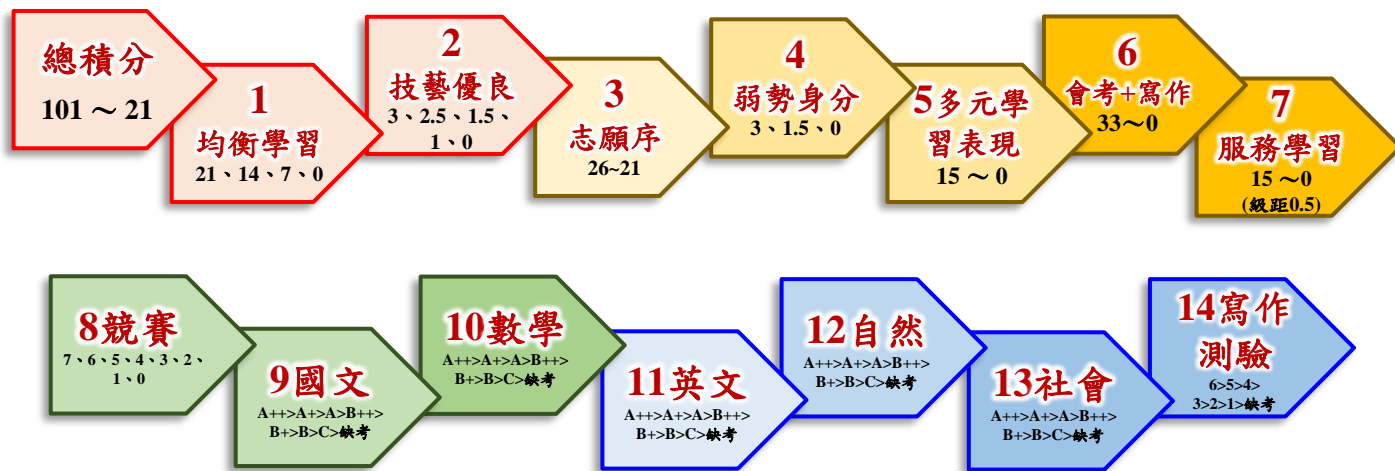 總積分
101 ～ 21
1
均衡學習
21、14、7、0
2
技藝優良
3、2.5、1.5、
1、0
3
志願序
26~21
4
弱勢身分
3、1.5、0
5多元學
習表現
15 ～ 0
6
會考+寫作
33～0
7
服務學習
15 ～0
(級距0.5)
8競賽
7、6、5、4、3、2、
1、0
9國文
A++>A+>A>B++>
B+>B>C>缺考
10數學
A++>A+>A>B++>
B+>B>C>缺考
11英文
A++>A+>A>B++>
B+>B>C>缺考
12自然
A++>A+>A>B++>
B+>B>C>缺考
13社會
A++>A+>A>B++>
B+>B>C>缺考
14寫作
測驗
6>5>4>
3>2>1>缺考